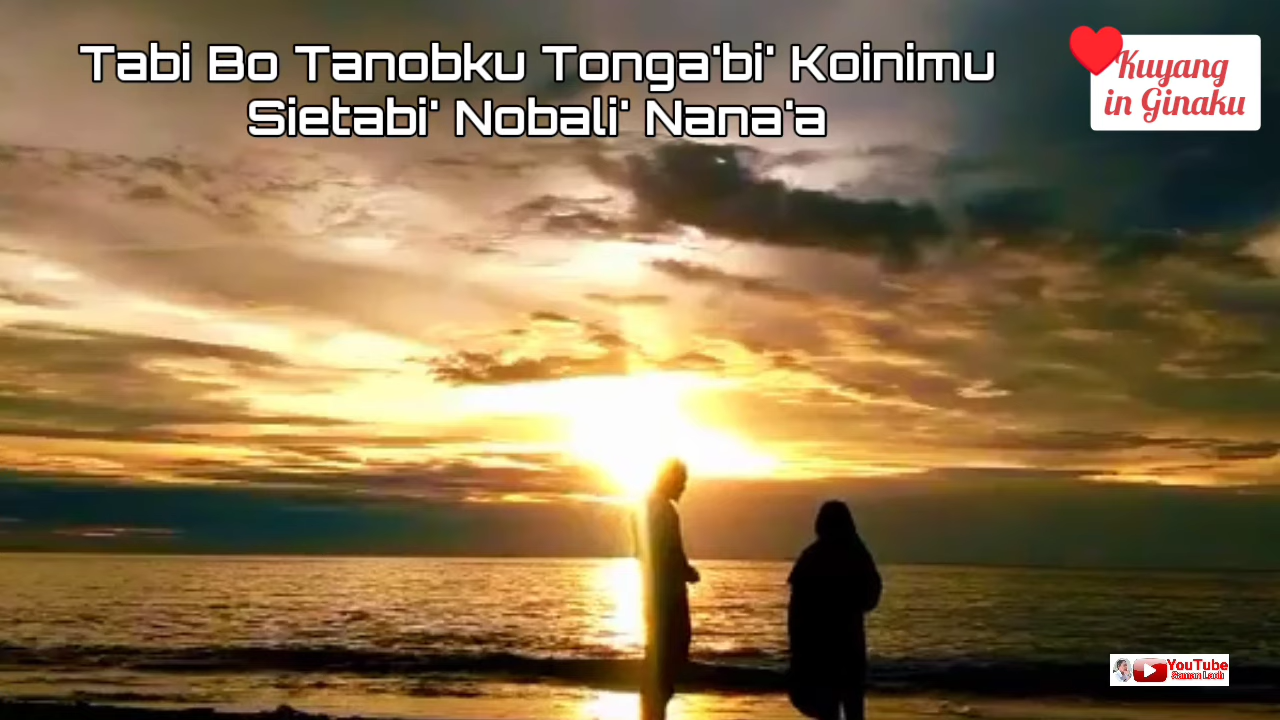 Tabi Bo Tanobku Tonga'bi' Koinimu
Sietabi' Nobali' Nana'a
Kuyang
in Ginaku
YouTube